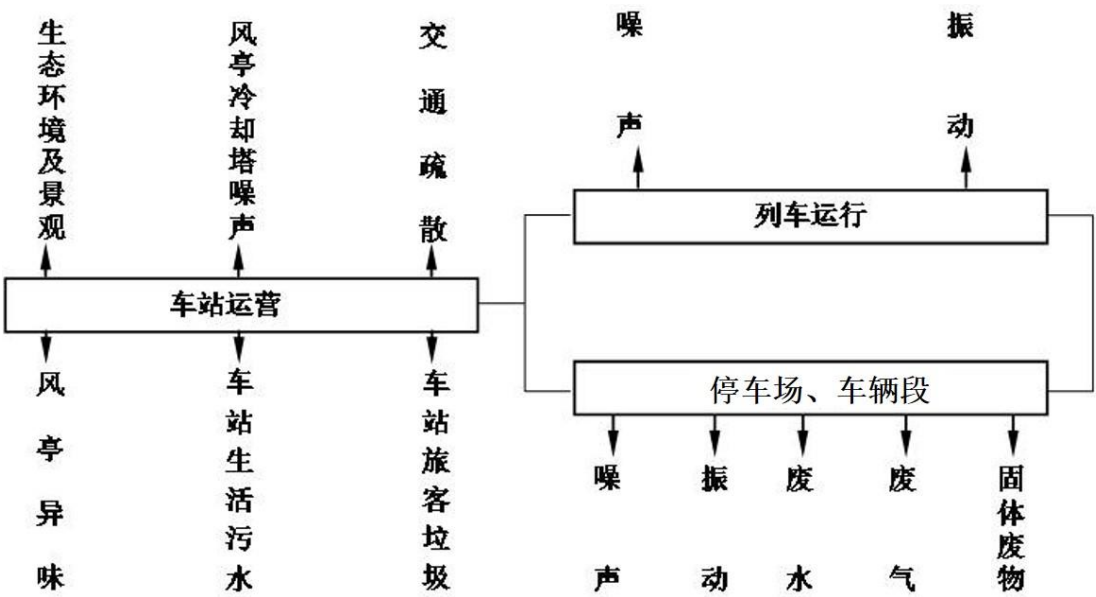 生态环境及景观
风亭冷却塔噪声
交通疏散
噪声
振动
列车运行
车站运营
停车场、车辆段
风亭异味
车站生活污水
车站旅客垃圾
噪声
振动
废水
废气
固体废物